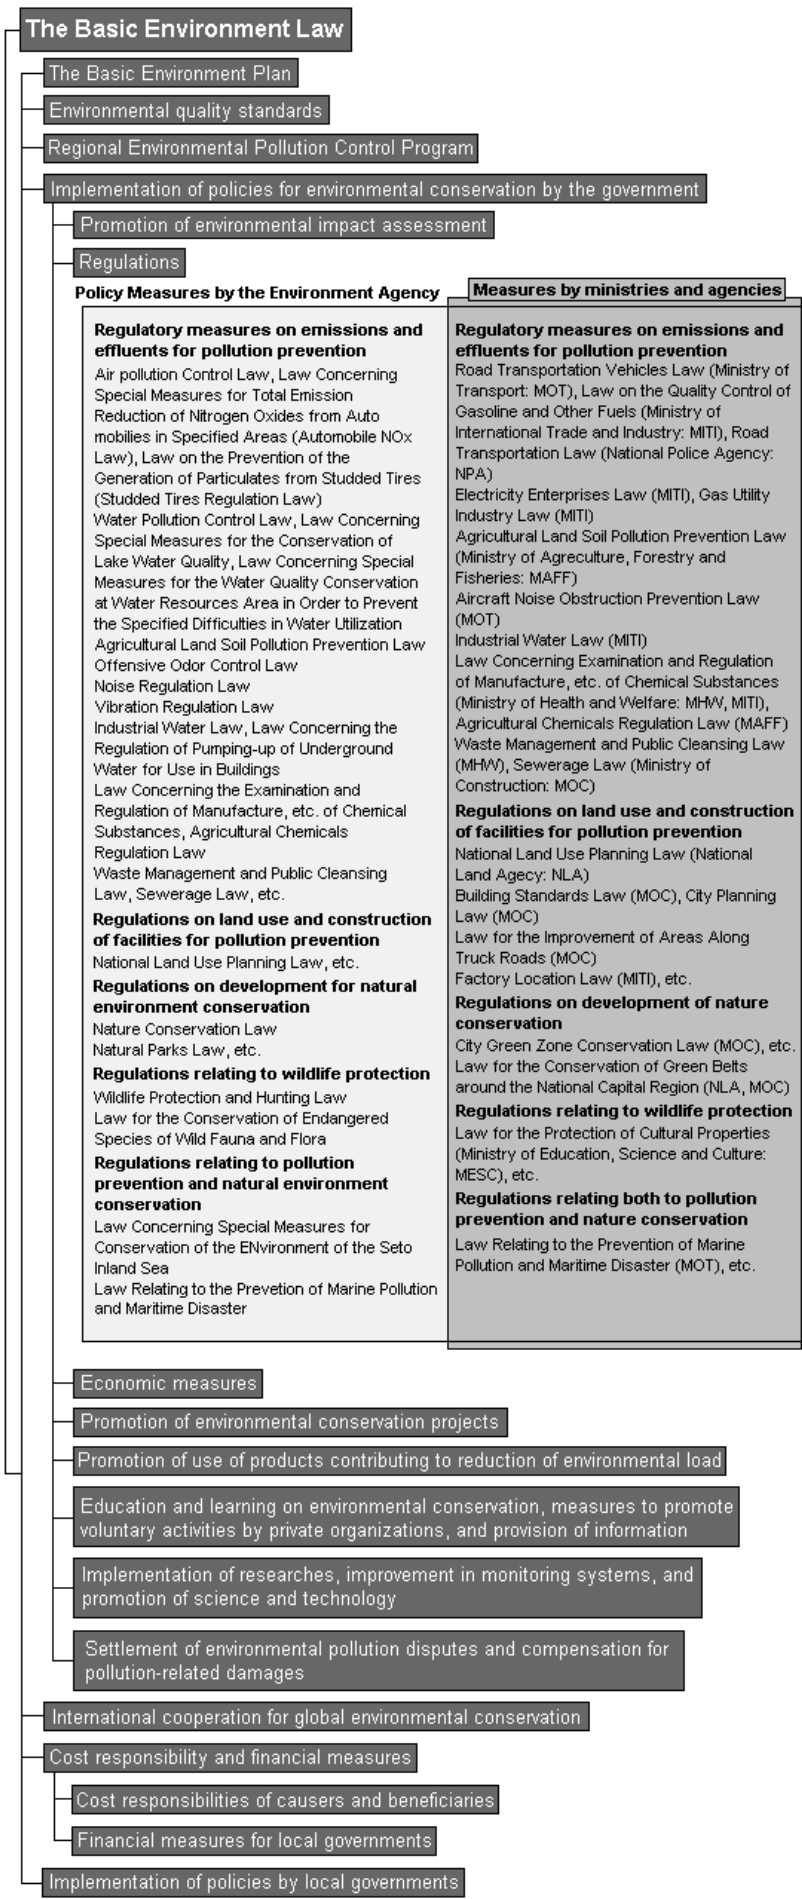 The Basic Environment Law
The Basic Environment Plan
Environmental quality standards
Regional Environmental Pollution Control Program
Implementation of policies for environmental conservation by the government
Promotion of environmental impact assessment
Regulations
Policy Measures by the Environment Agency
Regulatory measures on emissions and
effluents for pollution prevention
Air pollution Control Law, Law Concerning
Special Measures for Total Emission
Reduction of Nitrogen Oxides from Auto
mobilies in Specified Areas (Automobile NOx
Law), Law on the Prevention of the
Generation of Particulates from Studded Tires
(Studded Tires Regulation Law)
Water Pollution Control Law, Law Concerning
Special Measures for the Conservation of
Lake Water Quality, Law Concerning Special
Measures for the Water Quality Conservation
at Water Resources Area in Order to Prevent
the Specified Difficulties in Water Utilization
Agricultural Land Soil Pollution Prevention Law
Offensive Odor Control Law
Noise Regulation Law
Vibration Regulation Law
Industrial Water Law, Law Concerning the
Regulation of Pumping-up of Underground
Water for Use in Buildings
Law Concerning the Examination and
Regulation of Manufacture, etc. of Chemical
Substances, Agricultural Chemicals
Regulation Law
Waste Management and Public Cleansing
Law, Sewerage Law, etc.
Regulations on land use and construction
of facilities for pollution prevention
National Land Use Planning Law, etc.
Regulations on development for natural
environment conservation
Nature Conservation Law
Natural Parks Law, etc.
Regulations relating to wildlife protection
Wildlife Protection and Hunting Law
Law for the Conservation of Endangered
Species of Wild Fauna and Flora
Regulations relating to pollution
prevention and natural environment
conservation
Law Concerning Special Measures for
Conservation of the ENvironment of the Seto
Inland Sea
Law Relating to the Prevetion of Marine Pollution
and Maritime Disaster
Measures by ministries and agencies
Regulatory measures on emissions and
effluents for pollution prevention
Road Transportation Vehicles Law (Ministry of
Transport: MOT), Law on the Quality Control of
Gasoline and Other Fuels (Ministry of
International Trade and Industry: MITI), Road
Transportation Law (National Police Agency:
NPA)
Electricity Enterprises Law (MITI), Gas Utility
Industry Law (MITI)
Agricultural Land Soil Pollution Prevention Law
(Ministry of Agreculture, Forestry and
Fisheries: MAFF)
Aircraft Noise Obstruction Prevention Law
(MOT)
Industrial Water Law (MITI)
Law Concerning Examination and Regulation
of Manufacture, etc. of Chemical Substances
(Ministry of Health and Welfare: MHW, MITI),
Agricultural Chemicals Regulation Law (MAFF)
Waste Management and Public Cleansing Law
(MHW), Sewerage Law (Ministry of
Construction: MOC)
Regulations on land use and construction
of facilities for pollution prevention
National Land Use Planning Law (National
Land Agecy: NLA)
Building Standards Law (MOC), City Planning
Law (MOC)
Law for the Improvement of Areas Along
Truck Roads (MOC)
Factory Location Law (MITI), etc.
Regulations on development of nature
conservation
City Green Zone Conservation Law (MOC), etc.
Law for the Conservation of Green Belts
around the National Capital Region (NLA, MOC)
Regulations relating to wildlife protection
Law for the Protection of Cultural Properties
(Ministry of Education, Science and Culture:
MESC), etc.
Regulations relating both to pollution
prevention and nature conservation
Law Relating to the Prevention of Marine
Pollution and Maritime Disaster (MOT), etc.
Economic measures
Promotion of environmental conservation projects
Promotion of use of products contributing to reduction of environmental load
Education and learning on environmental conservation, measures to promote
voluntary activities by private organizations, and provision of information
Implementation of researches, improvement in monitoring systems, and
promotion of science and technology
Settlement of environmental pollution disputes and compensation for
pollution-related damages
International cooperation for global environmental conservation
Cost responsibility and financial measures
Cost responsibilities of causers and beneficiaries
Financial measures for local governments
Implementation of policies by local governments